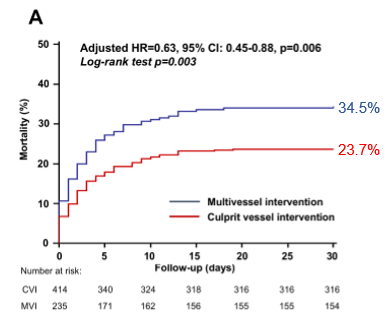 A
50
Adjusted HR=0.63, 95% CI: 0.45-0.88, p=0.006
Log-rank test p=0.003
40
34.5%
30
Mortality (%)
23.7%
20
10
Multivessel intervention
Culprit vessel intervention
0
0 5 10 15 20 25 30
Follow-up (days)
Number at risk:
CVI 414 340 324 318 316 316 316
MVI 235 171 162 156 155 155 154